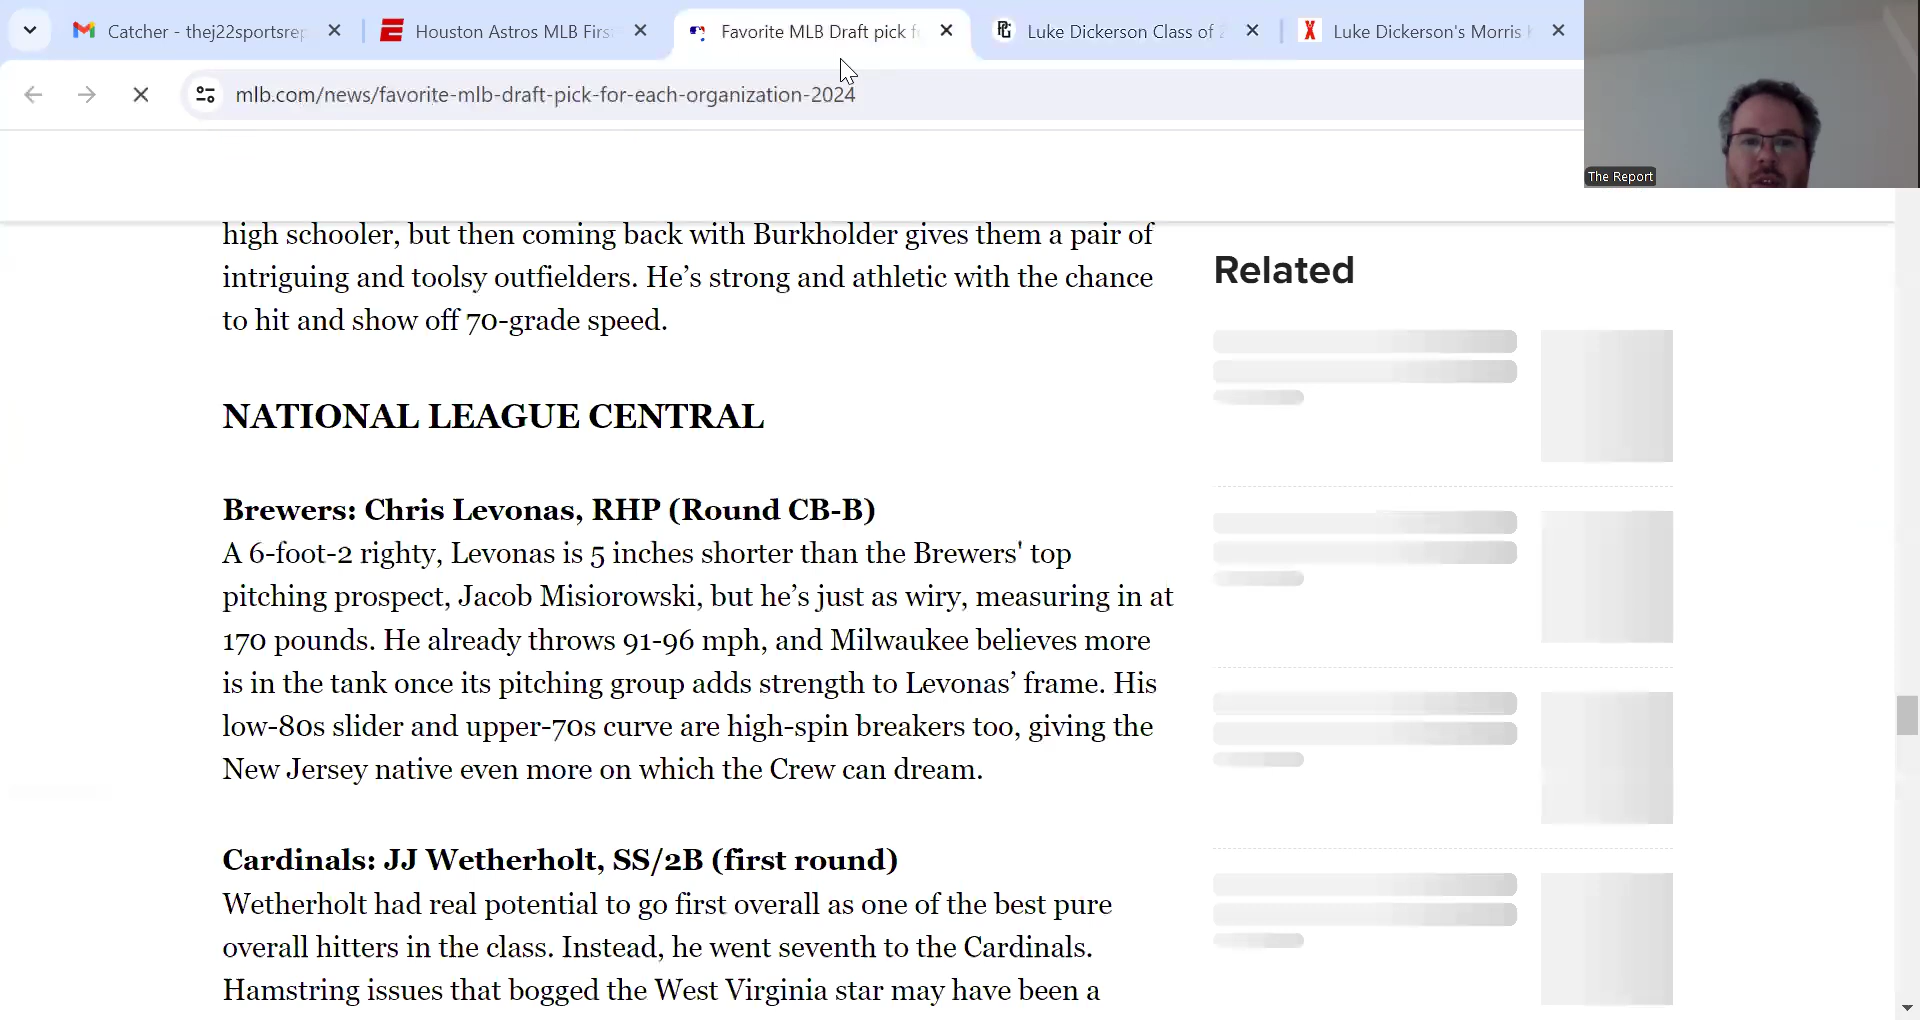 Catcher - thej22sportsrep
Houston Astros MLB Firs
Favorite MLB Draft pick f
Luke Dickerson Class of 2
Luke Dickerson's Morris K
mlb.com/news/favorite-mlb-draft-pick-for-each-organization-2024
The Report
high schooler, but then coming back with Burkholder gives them a pair of
intriguing and toolsy outfielders. He’s strong and athletic with the chance
to hit and show off 70-grade speed.
Related
NATIONAL LEAGUE CENTRAL
Brewers: Chris Levonas, RHP (Round CB-B)
A 6-foot-2 righty, Levonas is 5 inches shorter than the Brewers' top
pitching prospect, Jacob Misiorowski, but he’s just as wiry, measuring in at
170 pounds. He already throws 91-96 mph, and Milwaukee believes more
is in the tank once its pitching group adds strength to Levonas’ frame. His
low-80s slider and upper-70s curve are high-spin breakers too, giving the
New Jersey native even more on which the Crew can dream.
Cardinals: JJ Wetherholt, SS/2B (first round)
Wetherholt had real potential to go first overall as one of the best pure
overall hitters in the class. Instead, he went seventh to the Cardinals.
Hamstring issues that bogged the West Virginia star may have been a